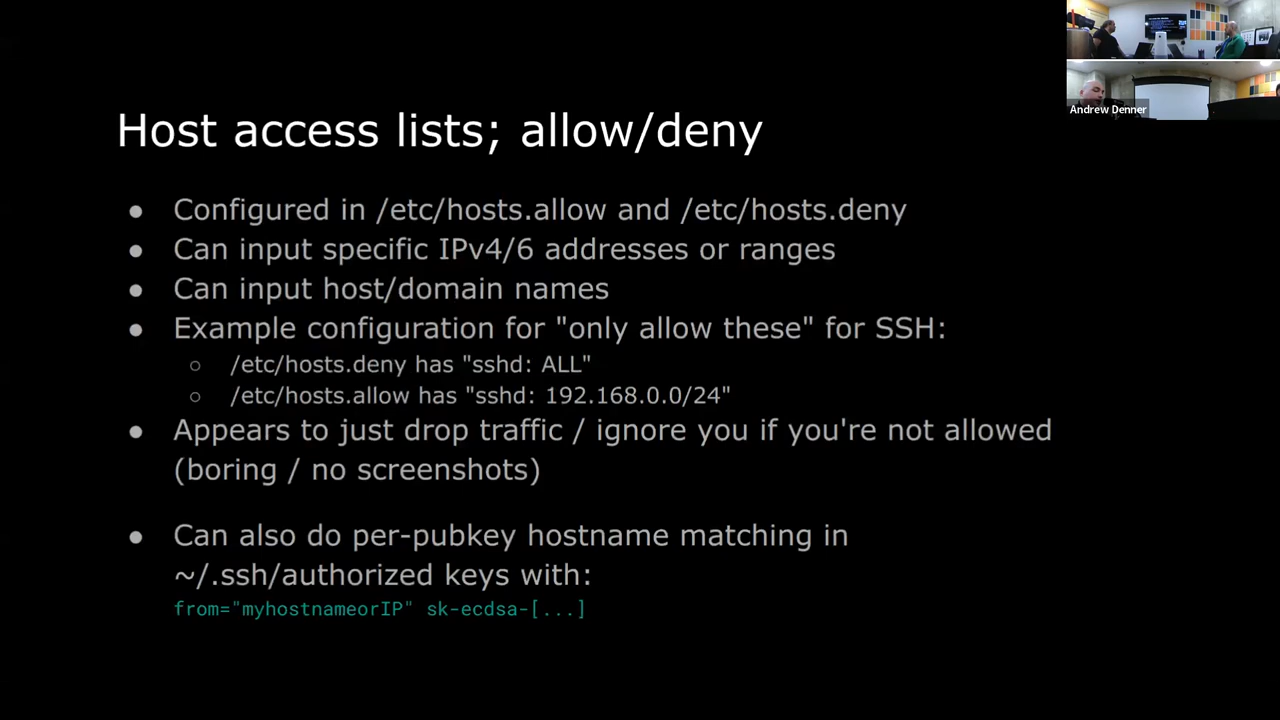 Andrew Denner
Host access lists; allow/deny
● Configured in /etc/hosts.allow and /etc/hosts.deny
● Can input specific IPv4/6 addresses or ranges
● Can input host/domain names
● Example configuration for "only allow these" for SSH:
○ /etc/hosts.deny has "sshd: ALL"
○ /etc/hosts.allow has "sshd: 192.168.0.0/24"
● Appears to just drop traffic / ignore you if you're not allowed
(boring / no screenshots)
● Can also do per-pubkey hostname matching in
~/.ssh/authorized keys with:
from="myhostnameorIP" sk-ecdsa-[...]